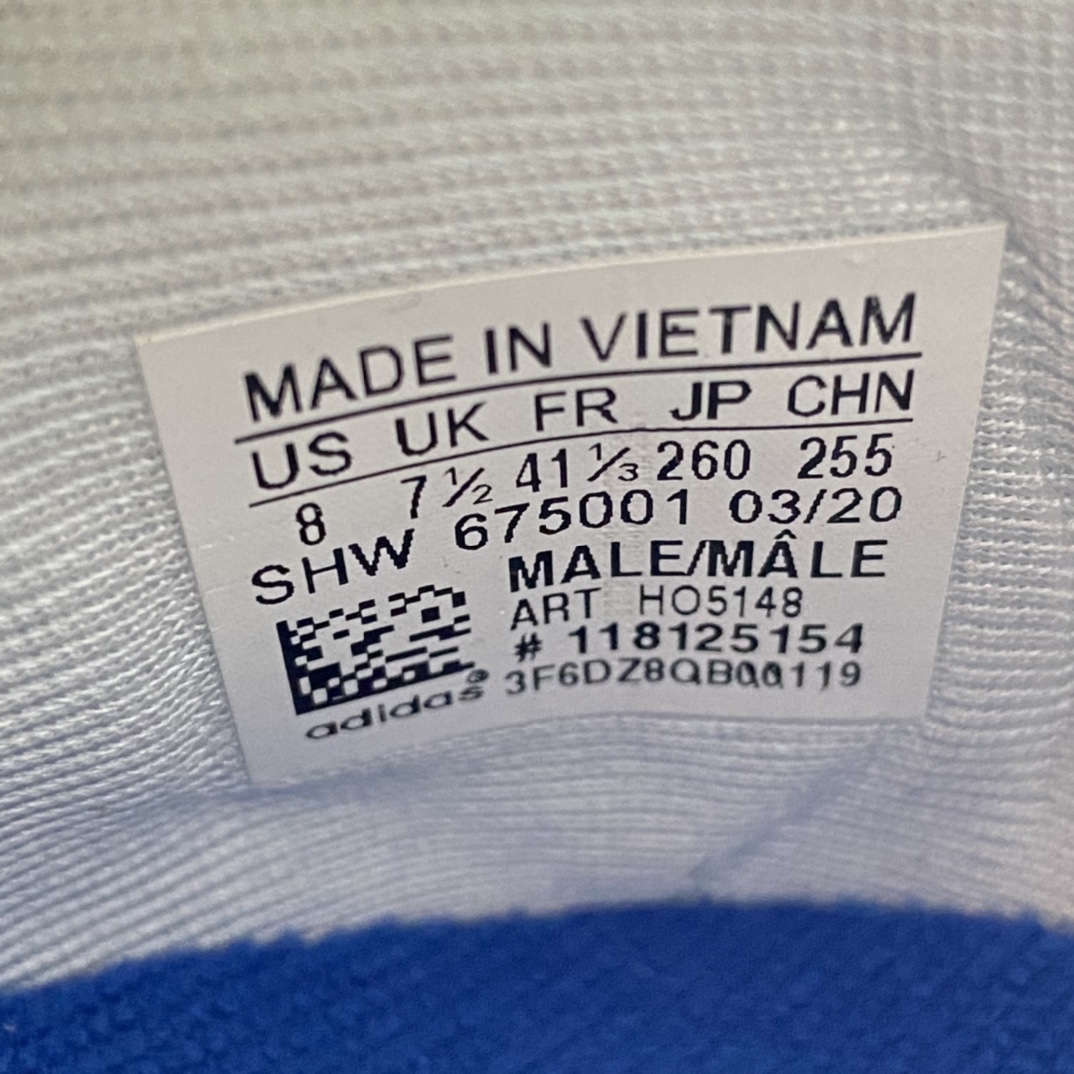 MADE IN VIETNAM
US UK FR JP CHN
8 7½ 41⅓ 260 255
SHW 675001 03/20
MALE/MÂLE
ART HO5148
# 118125154
3F6DZ8QB00119
adidas®